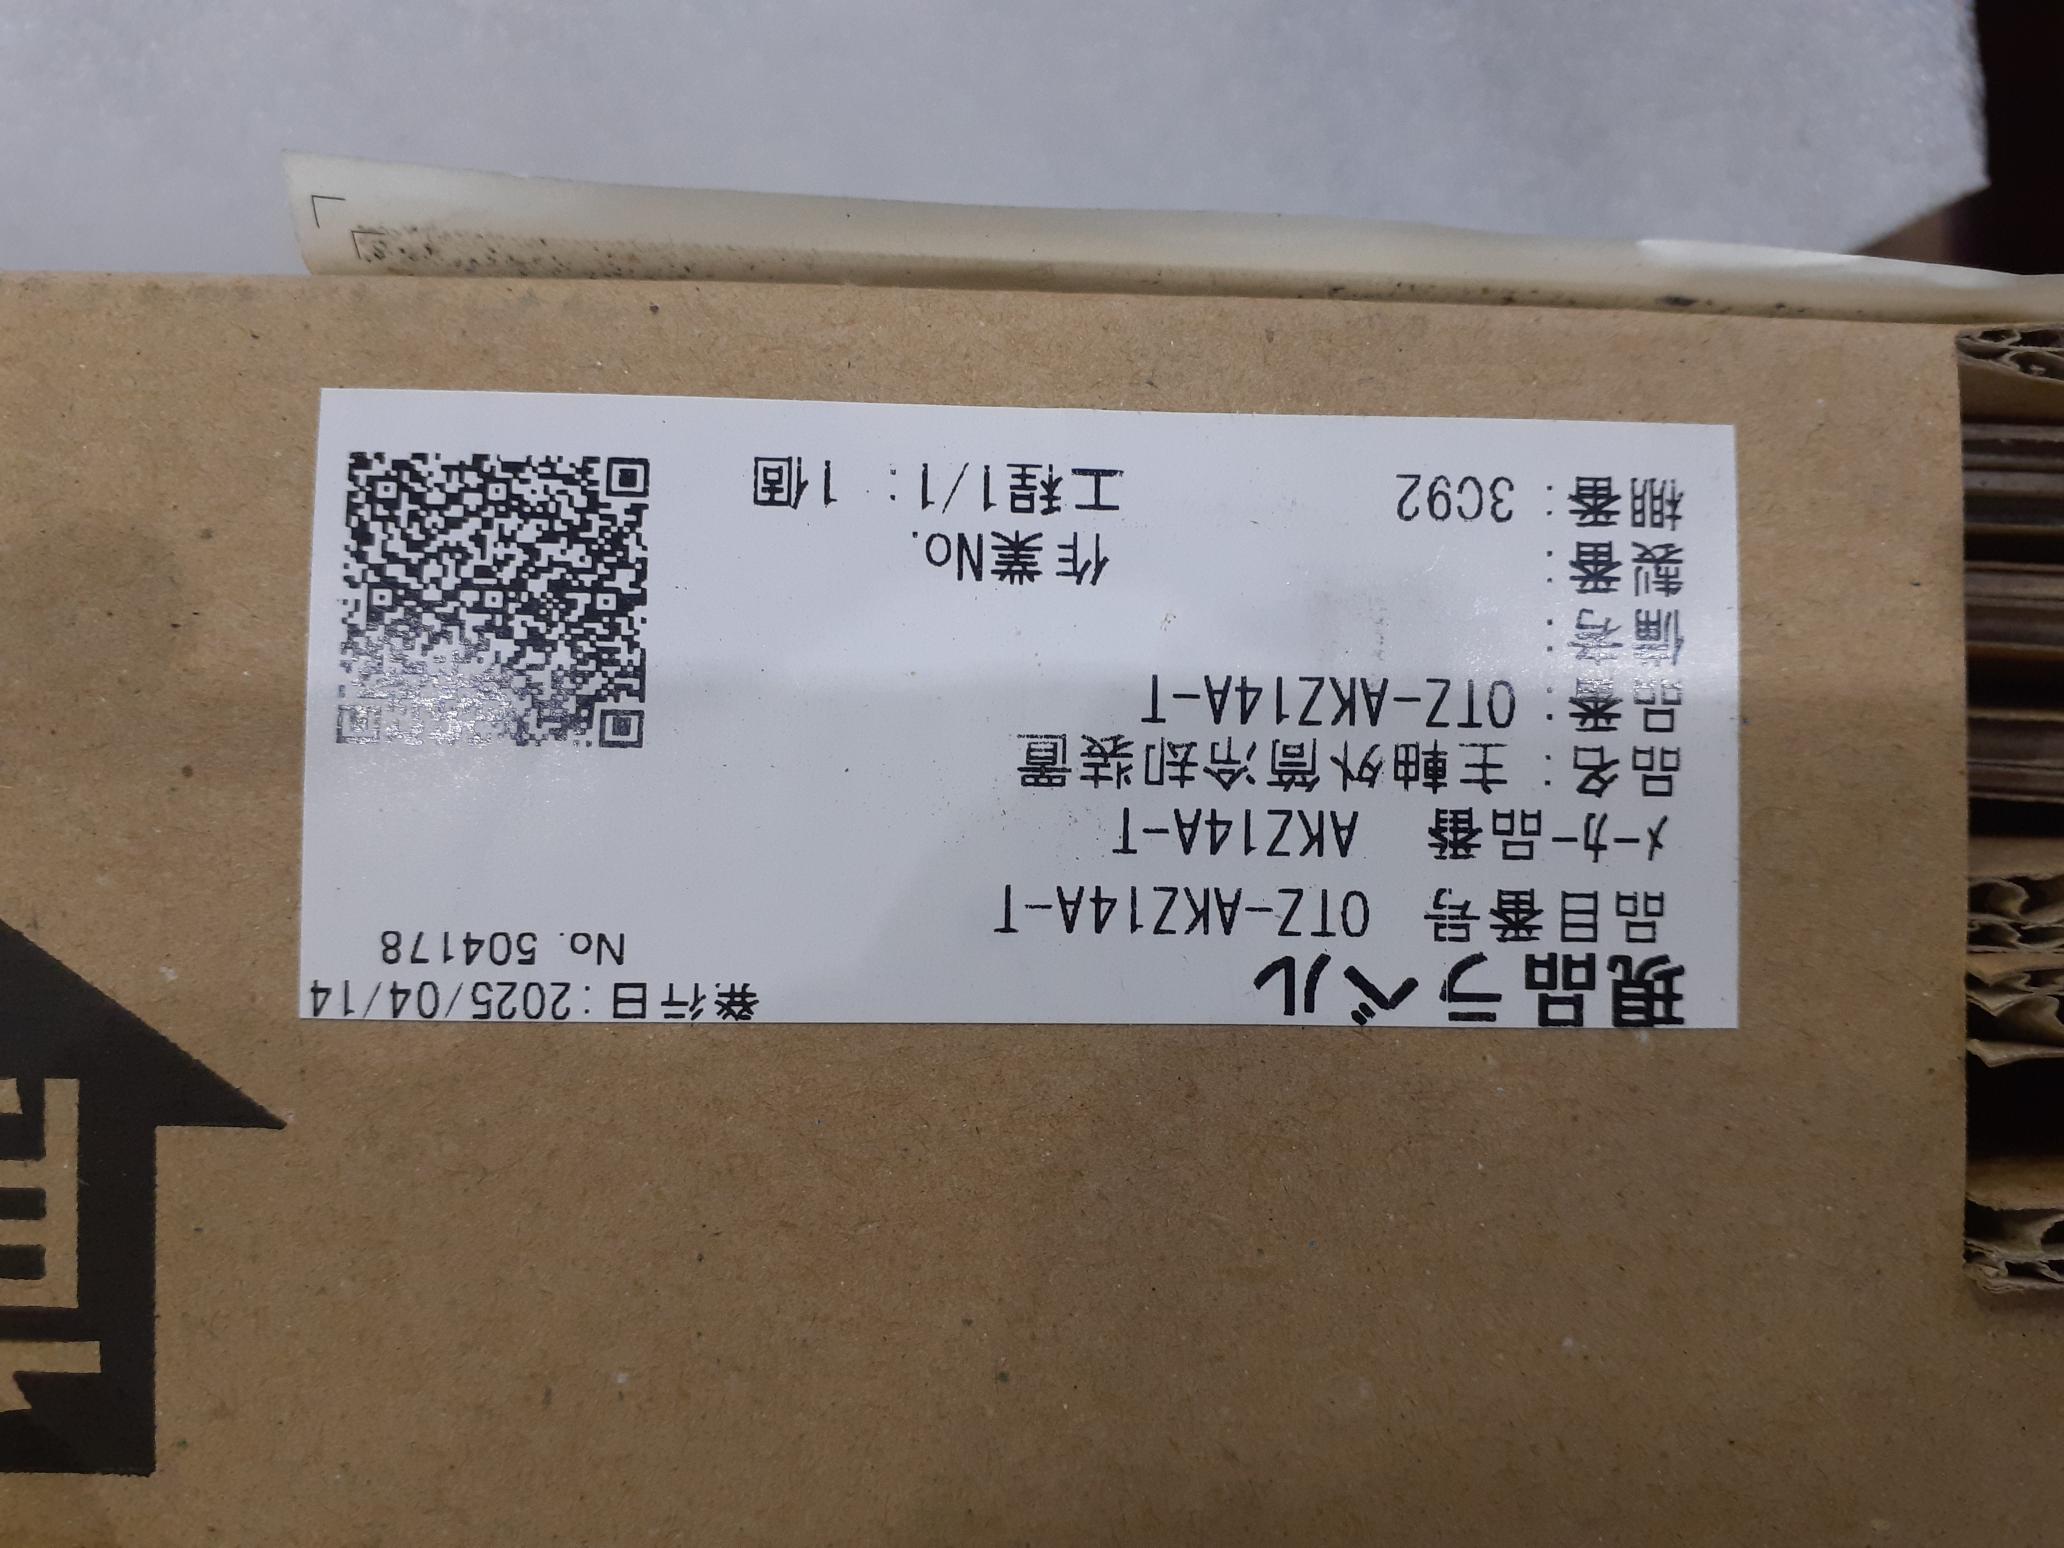 現品ラベル
発行日:2025/04/14
No. 504178
品目番号 OTZ-AKZ14A-T
メーカー品番 AKZ14A-T
品名: 主軸外筒冷却装置
品番: OTZ-AKZ14A-T
備考:
製番:
棚番: 3C92
作業No.
工程1/1: 1個